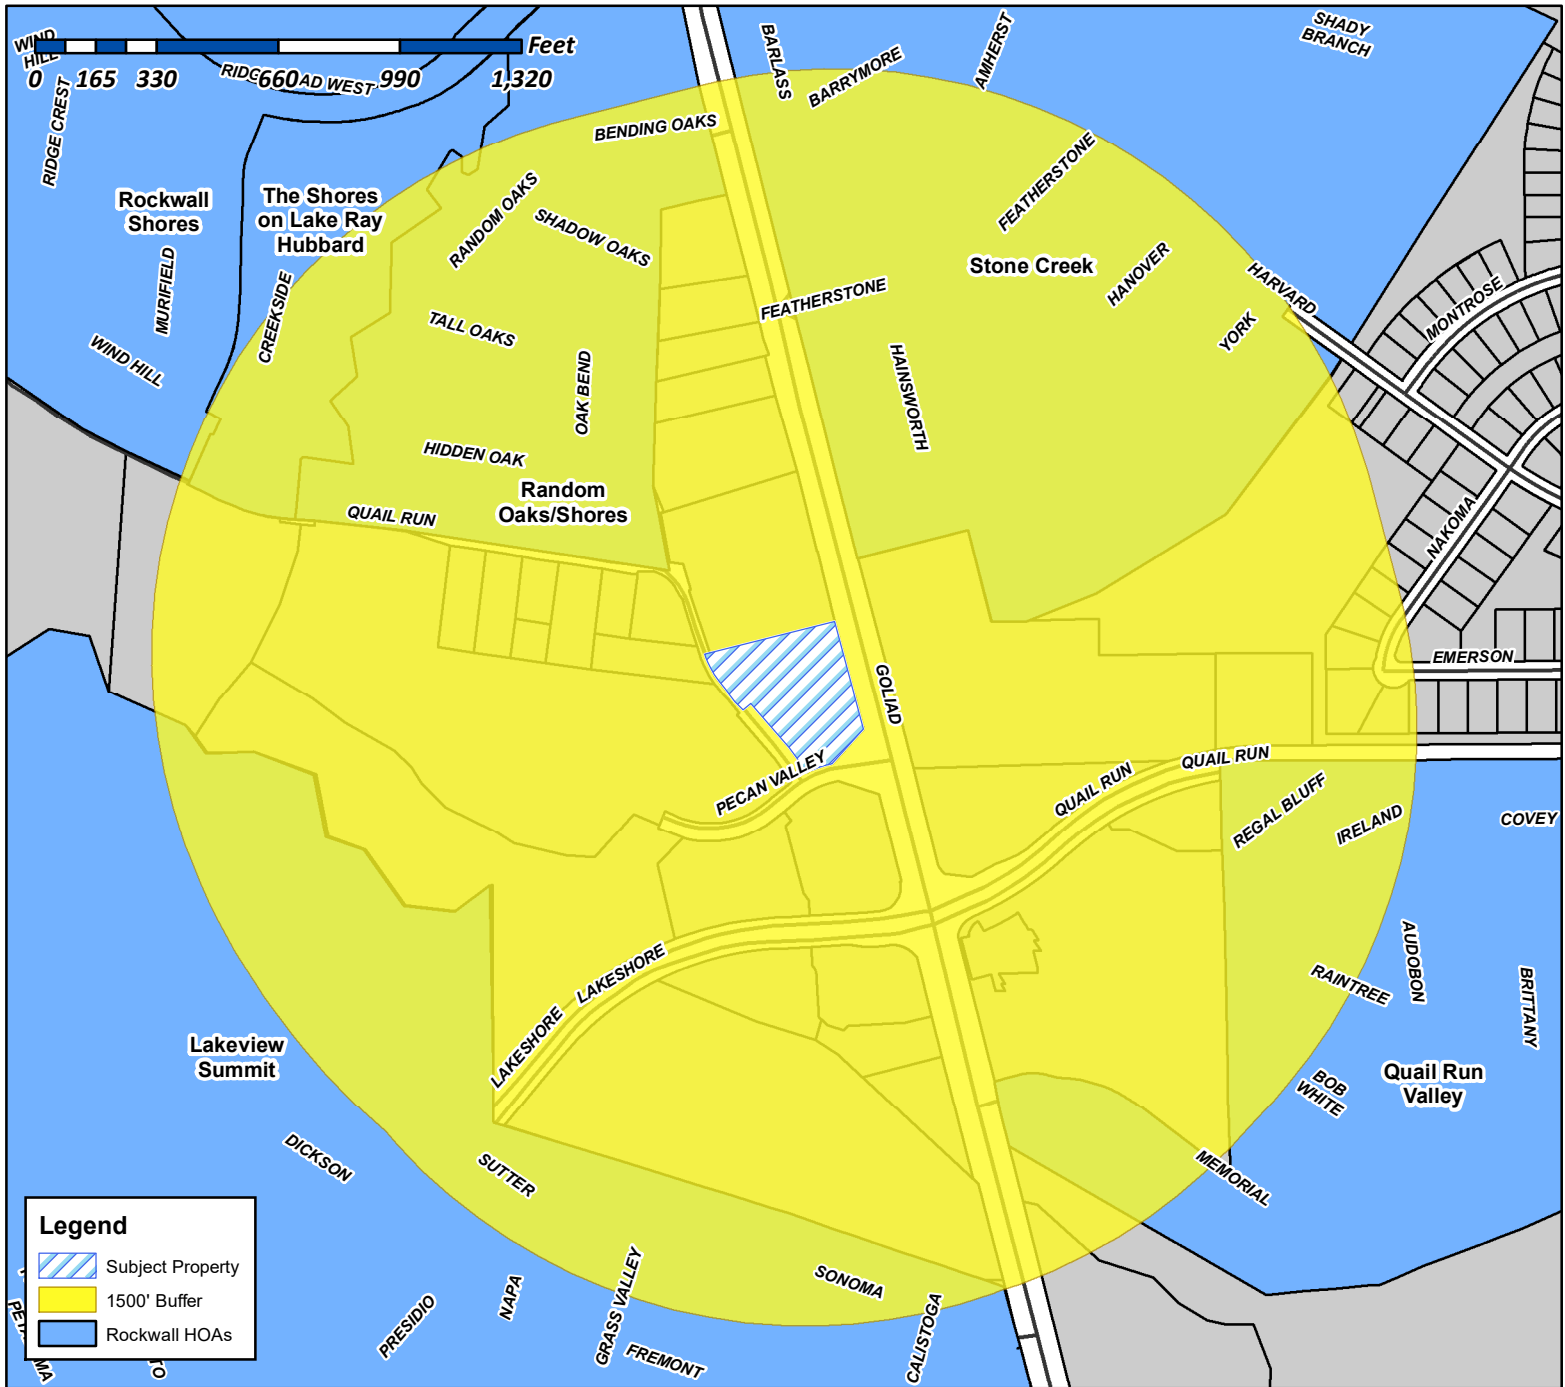 WIND
HILL
Feet
0 165 330 660 990 1,320
RIDGE CREST
BARLASS
BARRYMORE
AMHERST
SHADY
BRANCH
BENDING OAKS
Rockwall
Shores
The Shores
on Lake Ray
Hubbard
RANDOM OAKS
SHADOW OAKS
FEATHERSTONE
Stone Creek
HANOVER
HARVARD
MURIFIELD
CREEKSIDE
FEATHERSTONE
MONTROSE
WIND HILL
TALL OAKS
OAK BEND
HAINSWORTH
YORK
HIDDEN OAK
Random
Oaks/Shores
QUAIL RUN
NAKOMA
EMERSON
GOLIAD
PECAN VALLEY
QUAIL RUN
QUAIL RUN
REGAL BLUFF
IRELAND
COVEY
LAKESHORE
LAKESHORE
AUDOBON
RAINTREE
BRITTANY
Lakeview
Summit
BOB
WHITE
Quail Run
Valley
DICKSON
SUTTER
MEMORIAL
Legend
Subject Property
1500' Buffer
Rockwall HOAs
PRESIDIO
NAPA
GRASS VALLEY
FREMONT
SONOMA
CALISTOGA